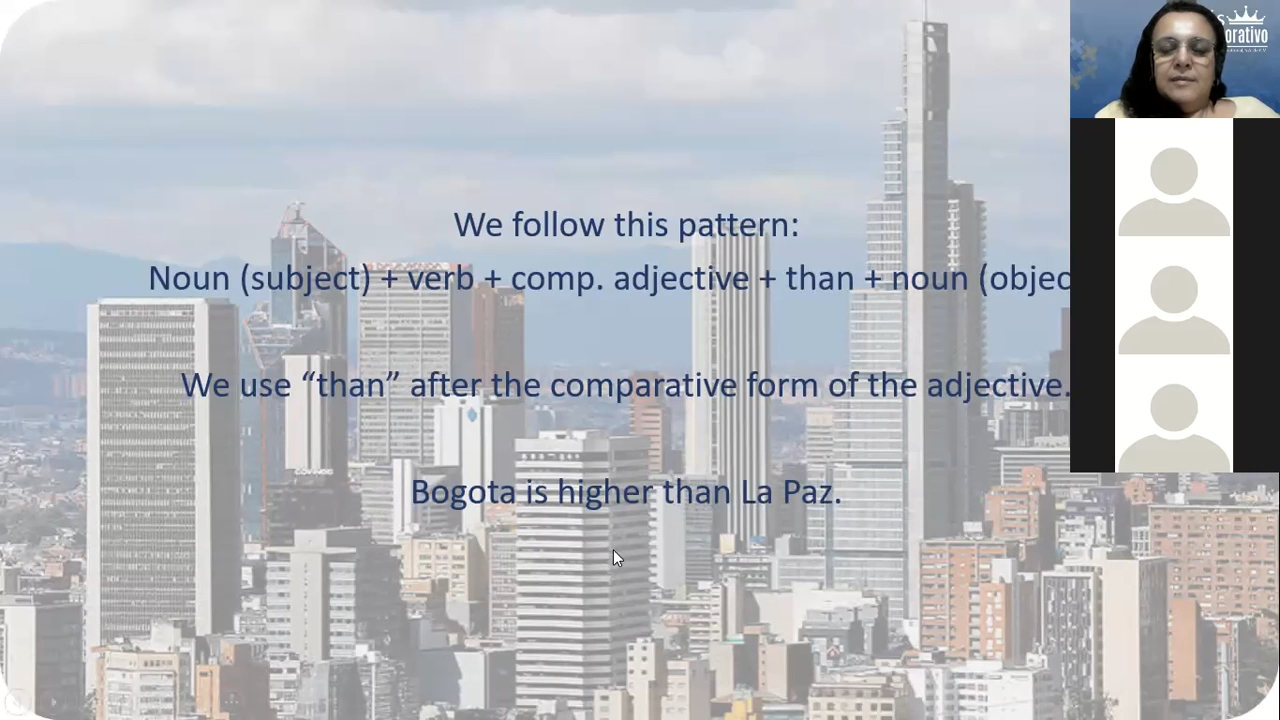 We follow this pattern:
Noun (subject) + verb + comp. adjective + than + noun (objec
We use “than” after the comparative form of the adjective.
Bogota is higher than La Paz.
orativo